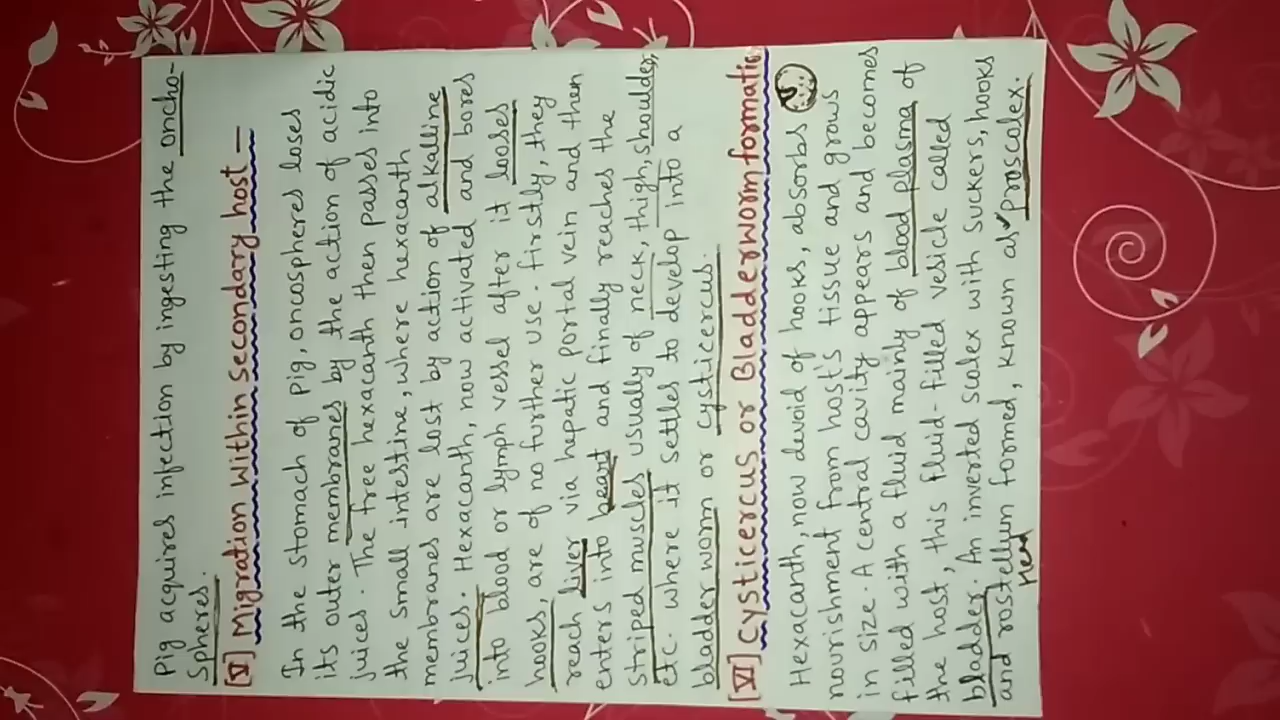 Pig acquires infection by ingesting the oncho-
spheres.
[V] Migration Within Secondary host —
In the stomach of pig, oncospheres loses
its outer membranes by the action of acidic
juices. The free hexacanth then passes into
the small intestine, where hexacanth
membranes are lost by action of alkalline
juices. Hexacanth, now activated and bores
into blood or lymph vessel after it looses
hooks, are of no further use. firstly, they
reach liver via hepatic portal vein and then
enters into heart and finally reaches the
striped muscles usually of neck, thigh, shoulder,
etc. where it settles to develop into a
bladder worm or cysticercus.
[VI] Cysticercus or Bladderworm formation
Hexacanth, now devoid of hooks, absorbs
nourishment from host's tissue and grows
in size. A central cavity appears and becomes
filled with a fluid mainly of blood plasma of
the host, this fluid-filled vesicle called
bladder. An inverted scolex with suckers, hooks
and rostellum formed, known as proscolex.
Head